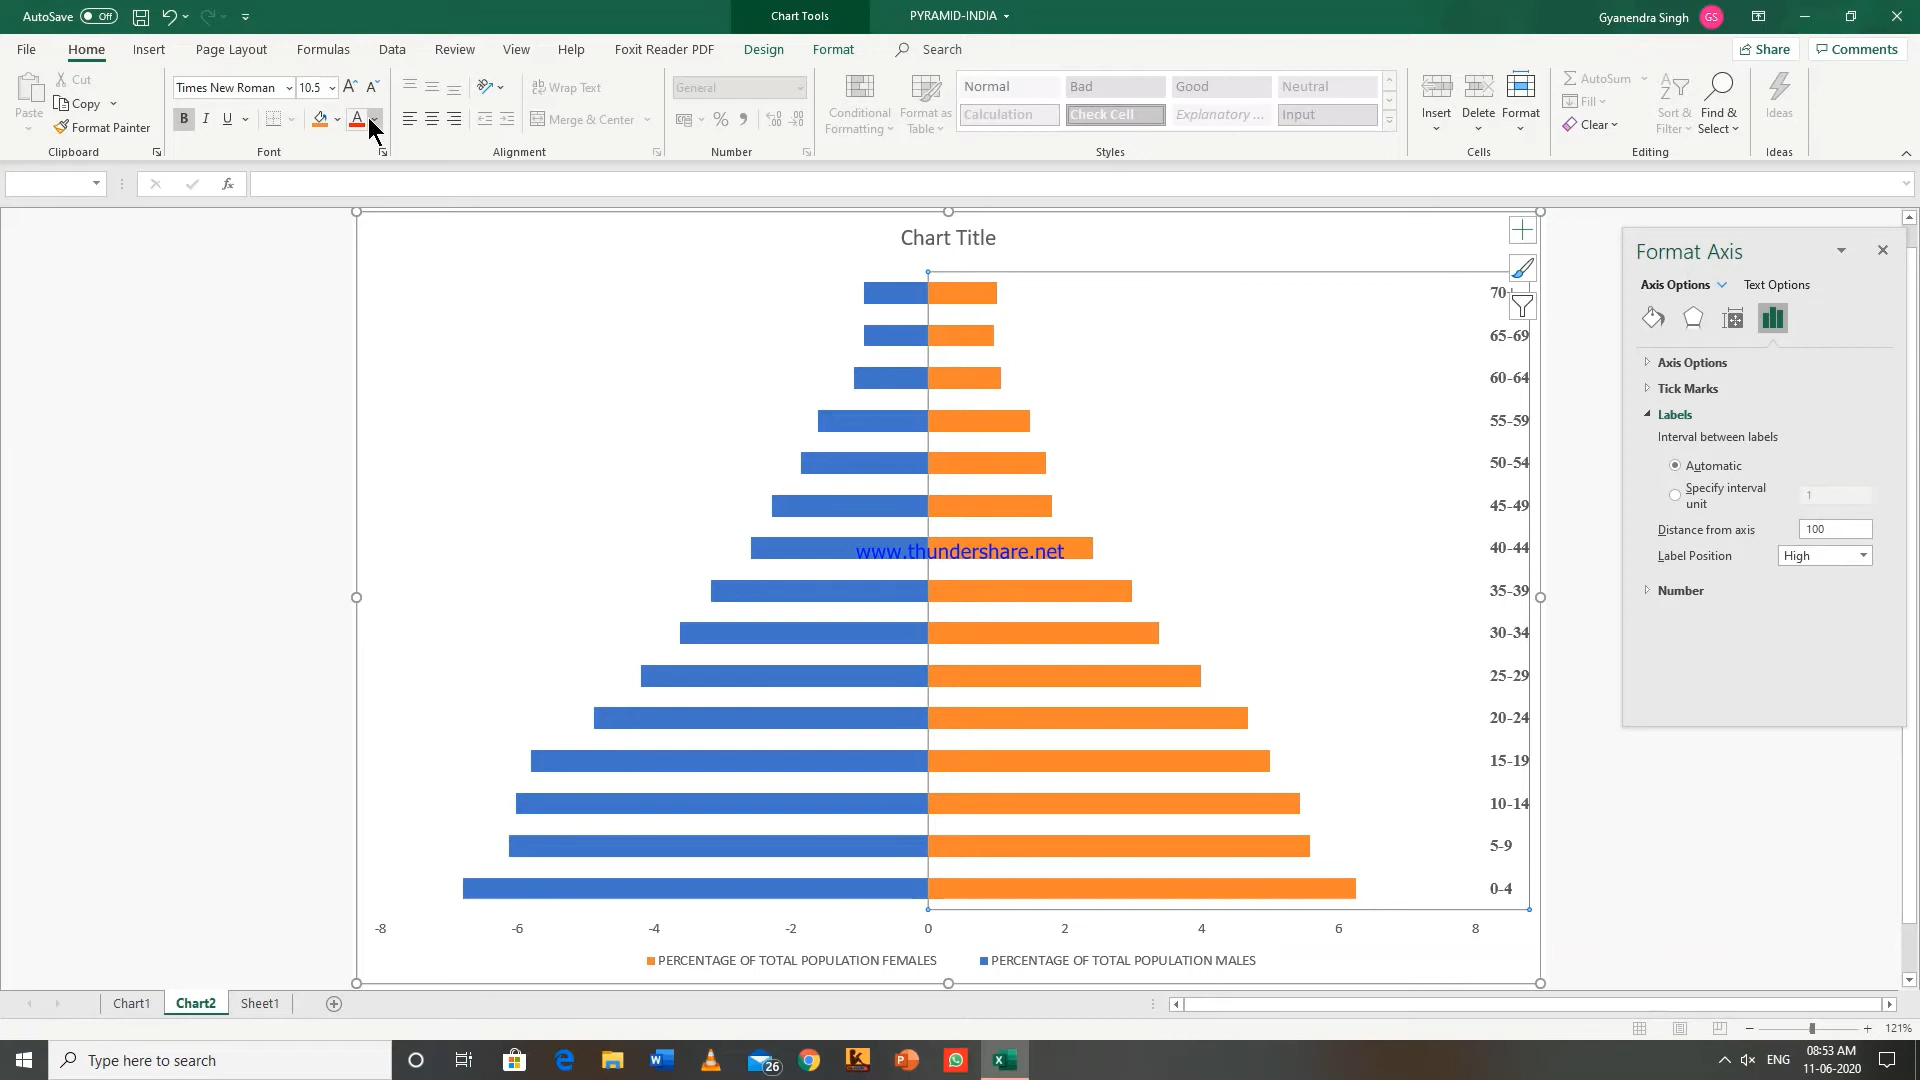 AutoSave Off
Chart Tools
PYRAMID-INDIA
Gyanendra Singh GS
File Home Insert Page Layout Formulas Data Review View Help Foxit Reader PDF Design Format Search
Share Comments
Paste
Cut
Copy
Format Painter
Clipboard
Times New Roman 10.5
B I U
Font
Wrap Text
Merge & Center
Alignment
General
Number
Conditional Formatting
Format as Table
Normal Bad Good Neutral
Calculation Check Cell Explanatory ... Input
Styles
Insert Delete Format
Cells
AutoSum
Fill
Clear
Sort & Filter
Find & Select
Editing
Ideas
Ideas
fx
Chart Title
65-69
60-64
55-59
50-54
45-49
40-44
35-39
30-34
25-29
20-24
15-19
10-14
5-9
0-4
www.thundershare.net
-8 -6 -4 -2 0 2 4 6 8
PERCENTAGE OF TOTAL POPULATION FEMALES PERCENTAGE OF TOTAL POPULATION MALES
Format Axis
Axis Options Text Options
Axis Options
Tick Marks
Labels
Interval between labels
Automatic
Specify interval unit 1
Distance from axis 100
Label Position High
Number
Chart1 Chart2 Sheet1
121%
Type here to search
26
ENG
08:53 AM
11-06-2020